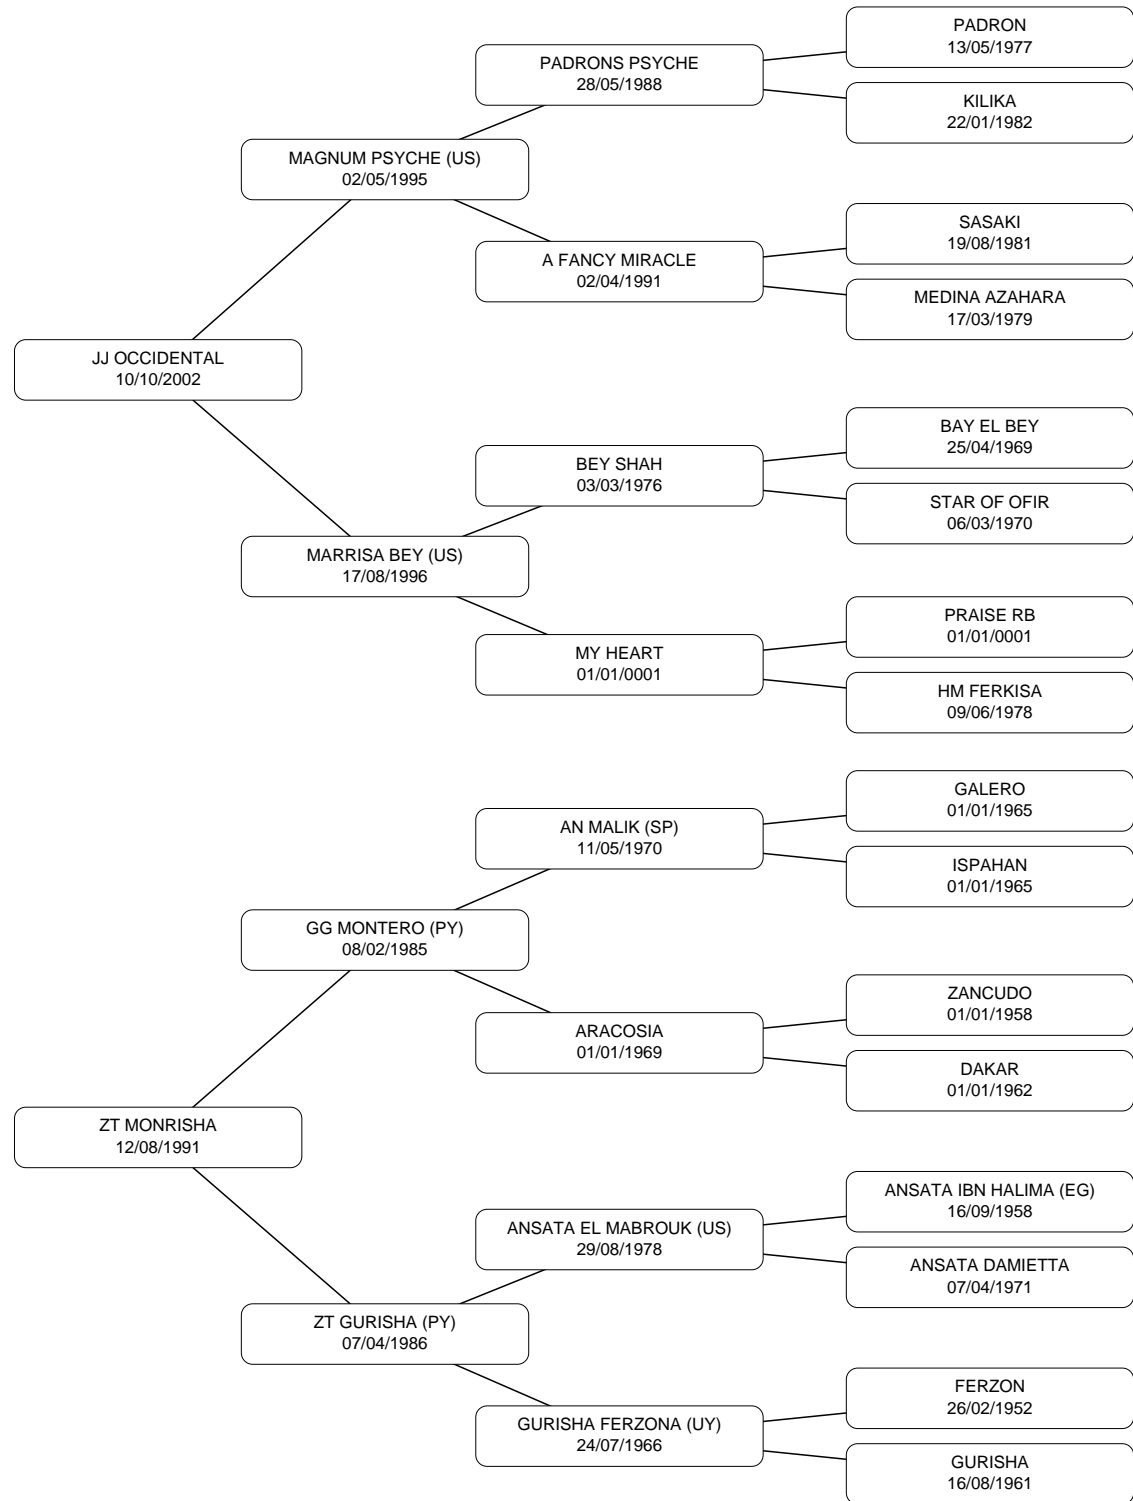 PADRON
13/05/1977
PADRONS PSYCHE
28/05/1988
KILIKA
22/01/1982
MAGNUM PSYCHE (US)
02/05/1995
SASAKI
19/08/1981
A FANCY MIRACLE
02/04/1991
MEDINA AZAHARA
17/03/1979
JJ OCCIDENTAL
10/10/2002
BAY EL BEY
25/04/1969
BEY SHAH
03/03/1976
STAR OF OFIR
06/03/1970
MARRISA BEY (US)
17/08/1996
PRAISE RB
01/01/0001
MY HEART
01/01/0001
HM FERKISA
09/06/1978
GALERO
01/01/1965
AN MALIK (SP)
11/05/1970
ISPAHAN
01/01/1965
GG MONTERO (PY)
08/02/1985
ZANCUDO
01/01/1958
ARACOSIA
01/01/1969
DAKAR
01/01/1962
ZT MONRISHA
12/08/1991
ANSATA IBN HALIMA (EG)
16/09/1958
ANSATA EL MABROUK (US)
29/08/1978
ANSATA DAMIETTA
07/04/1971
ZT GURISHA (PY)
07/04/1986
FERZON
26/02/1952
GURISHA FERZONA (UY)
24/07/1966
GURISHA
16/08/1961